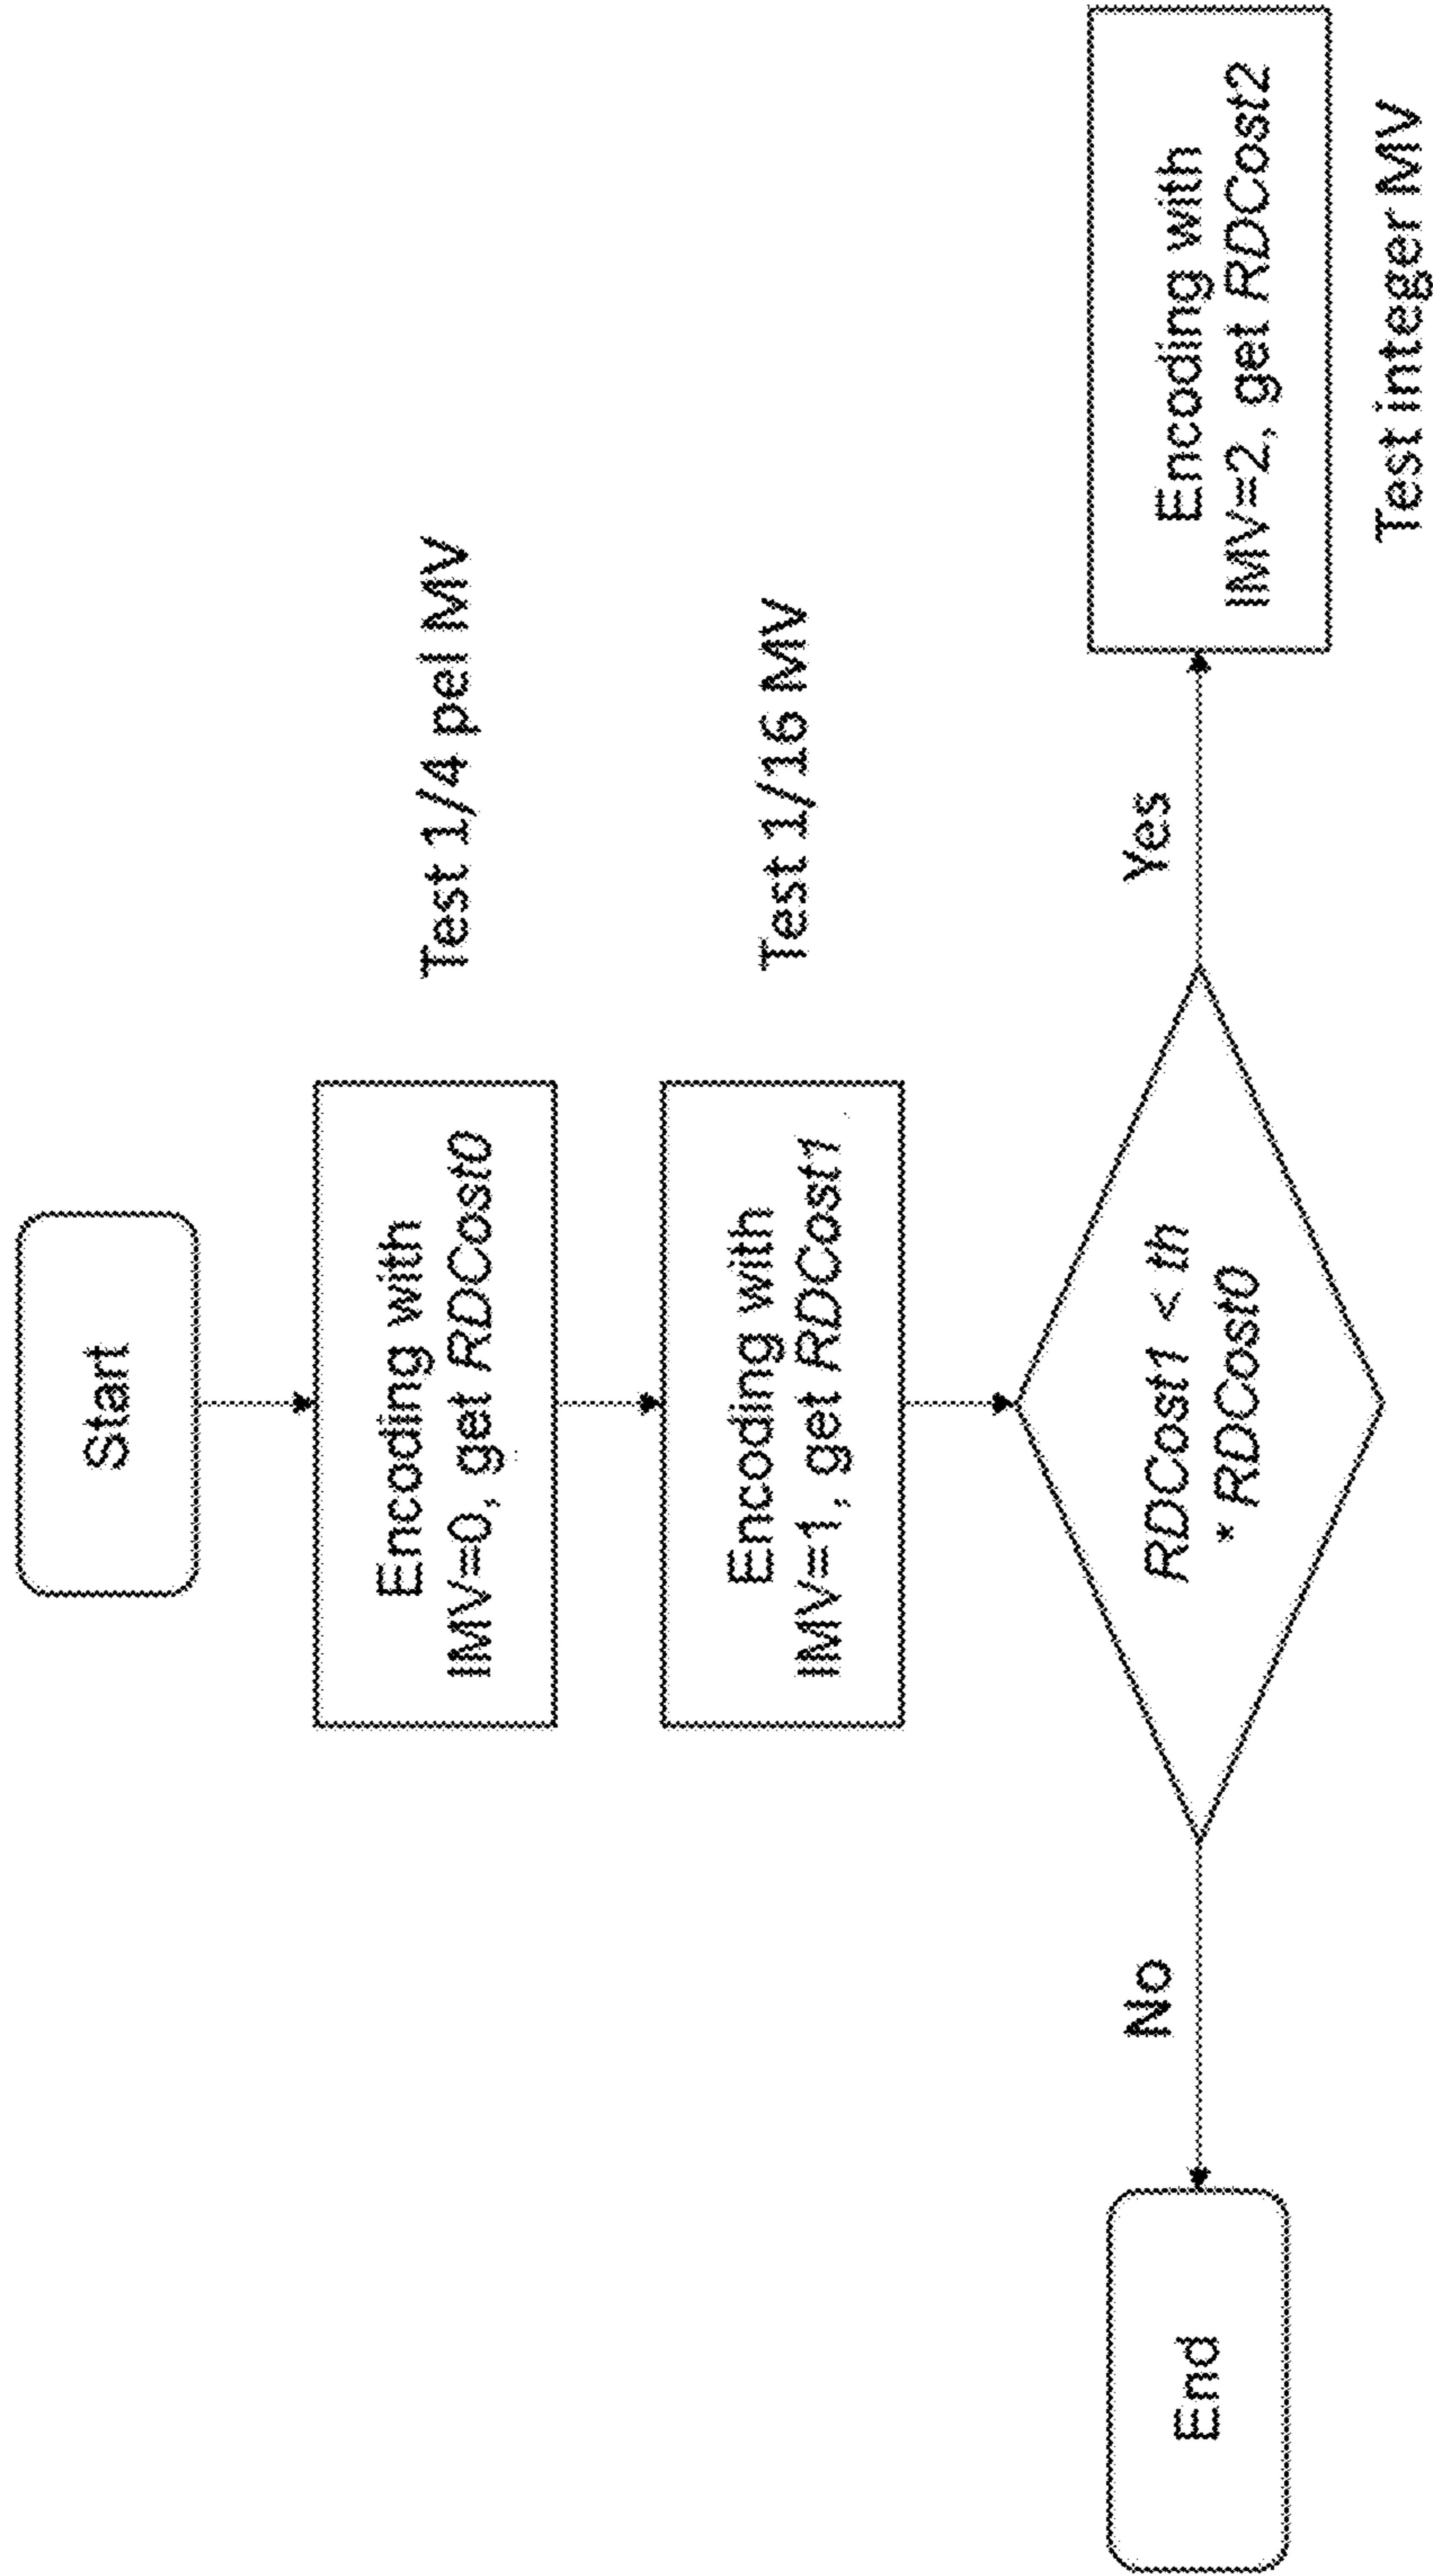 Start
Encoding with
IMV=0, get RDCost0
Test 1/4 pel MV
Encoding with
IMV=1, get RDCost1
Test 1/16 MV
RDCost1 < th
* RDCost0
No
Yes
End
Encoding with
IMV=2, get RDCost2
Test integer MV